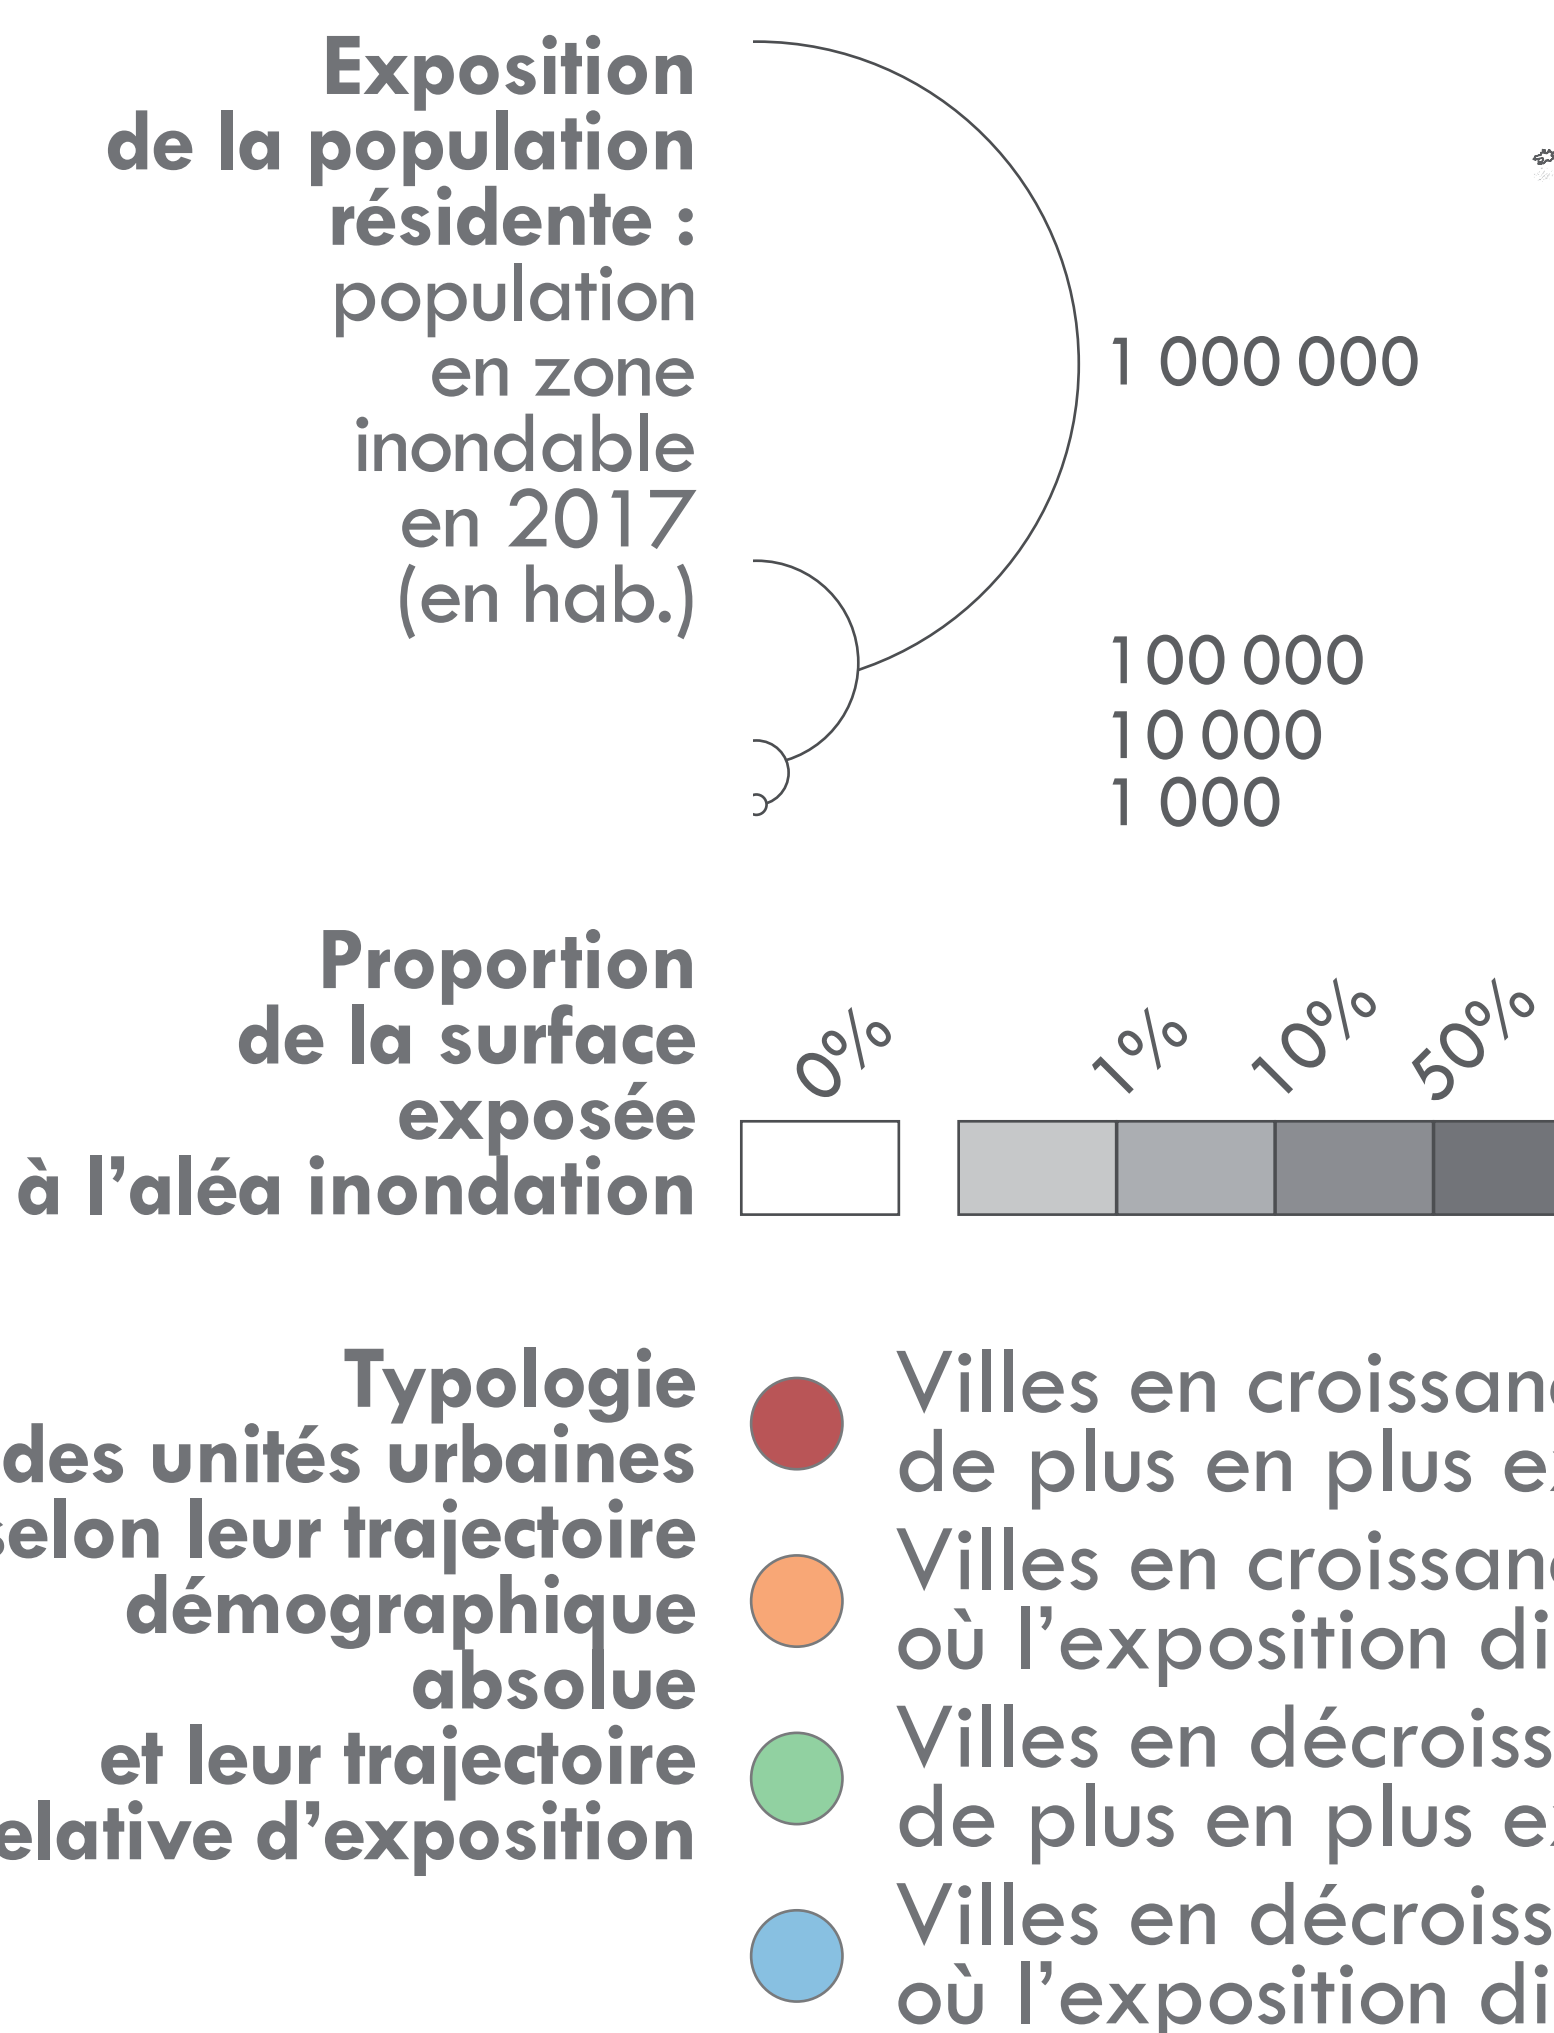 Exposition
de la population
résidente :
population
en zone
inondable
en 2017
(en hab.)
1 000 000
100 000
10 000
1 000
Proportion
de la surface
exposée
à l’aléa inondation
0%
1%
10%
50%
Typologie
des unités urbaines
selon leur trajectoire
démographique
absolue
et leur trajectoire
elative d’exposition
Villes en croissan
de plus en plus e
Villes en croissan
où l’exposition di
Villes en décroiss
de plus en plus e
Villes en décroiss
où l’exposition di